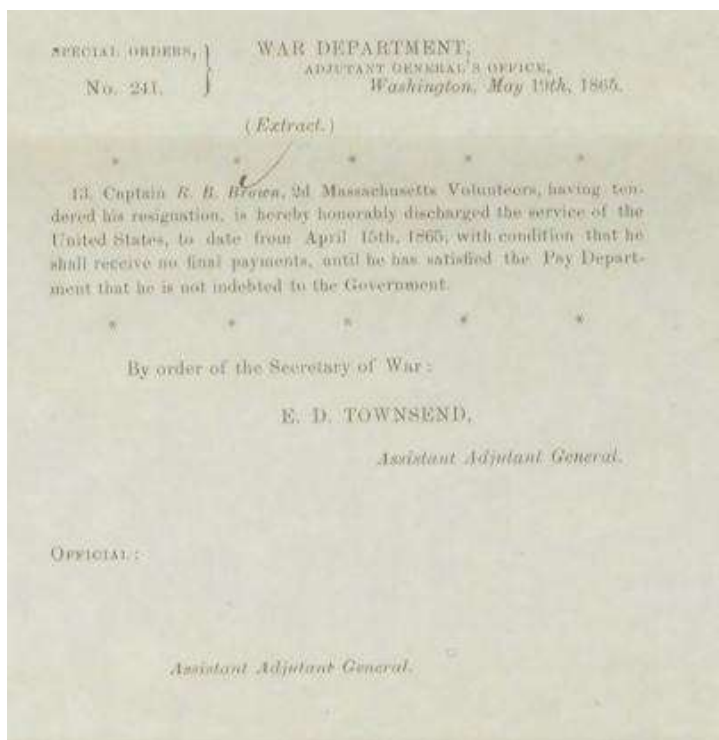 SPECIAL ORDERS,
No. 241.
WAR DEPARTMENT,
ADJUTANT GENERAL'S OFFICE,
Washington, May 19th, 1865.
(Extract.)
* * * * *
13. Captain R. B. Brown, 2d Massachusetts Volunteers, having ten-
dered his resignation, is hereby honorably discharged the service of the
United States, to date from April 15th, 1865, with condition that he
shall receive no final payments, until he has satisfied the Pay Depart-
ment that he is not indebted to the Government.
* * * * *
By order of the Secretary of War:
E. D. TOWNSEND,
Assistant Adjutant General.
OFFICIAL:
Assistant Adjutant General.